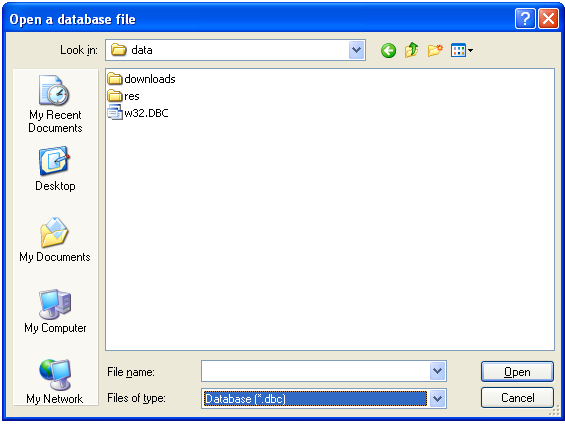 Open a database file
Look in: data
downloads
res
w32.DBC
My Recent
Documents
Desktop
My Documents
My Computer
My Network
File name:
Open
Files of type: Database (*.dbc)
Cancel